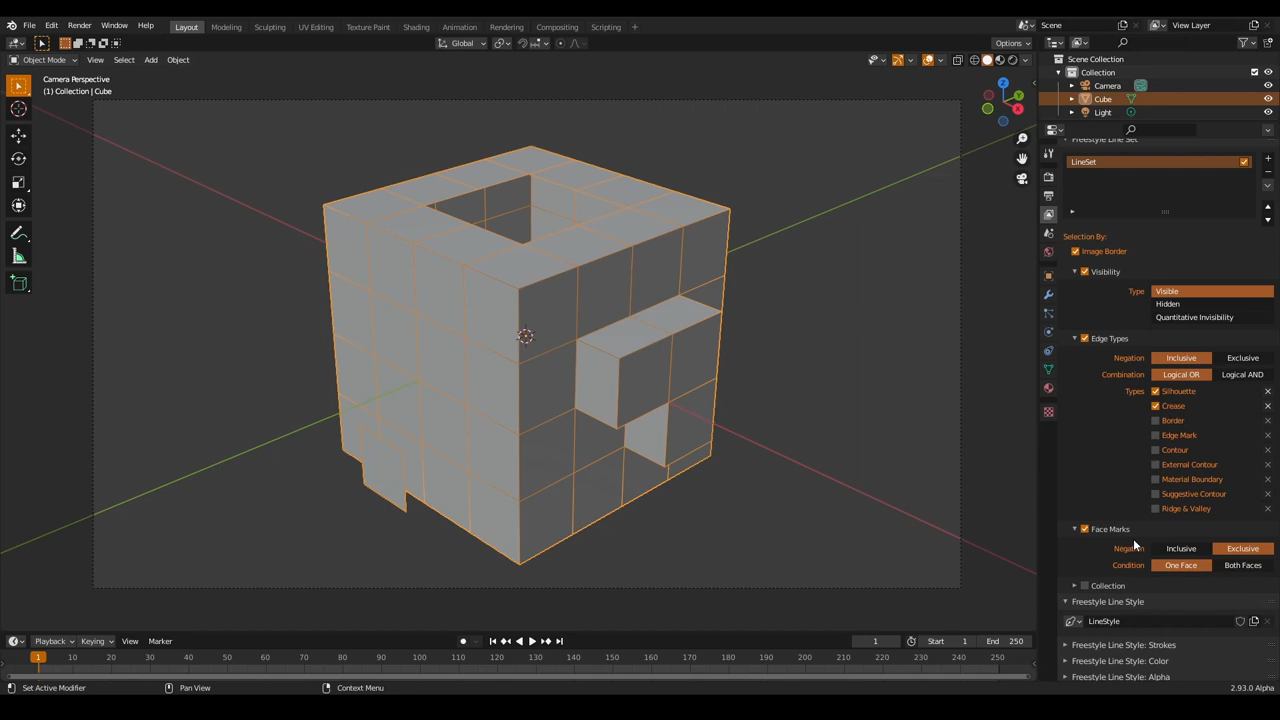 File Edit Render Window Help Layout Modeling Sculpting UV Editing Texture Paint Shading Animation Rendering Compositing Scripting Scene View Layer
Global Options
Object Mode View Select Add Object
Camera Perspective
(1) Collection | Cube
Z
Y
X
Scene Collection
Collection
Camera
Cube
Light
Freestyle Line Set
LineSet
Selection By:
Image Border
Visibility
Type Visible
Hidden
Quantitative Invisibility
Edge Types
Negation Inclusive Exclusive
Combination Logical OR Logical AND
Types Silhouette
Crease
Border
Edge Mark
Contour
External Contour
Material Boundary
Suggestive Contour
Ridge & Valley
Face Marks
Negation Inclusive Exclusive
Condition One Face Both Faces
Collection
Freestyle Line Style
LineStyle
Freestyle Line Style: Strokes
Freestyle Line Style: Color
Freestyle Line Style: Alpha
Playback Keying View Marker 1 Start 1 End 250
1 10 20 30 40 50 60 70 80 90 100 110 120 130 140 150 160 170 180 190 200 210 220 230 240 250
Set Active Modifier Pan View Context Menu 2.93.0 Alpha